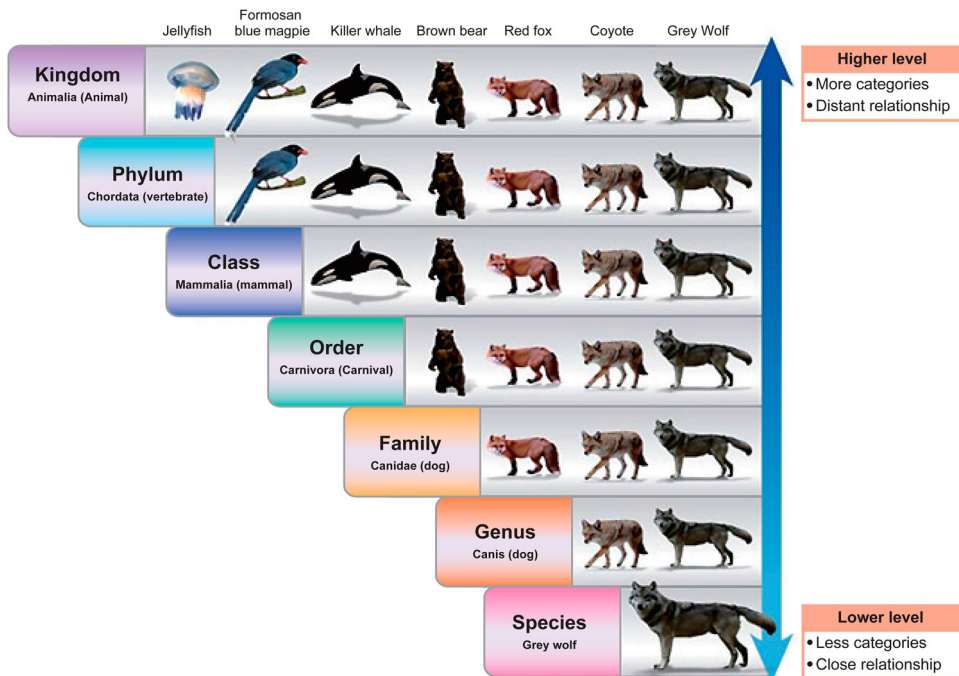 Jellyfish
Formosan
blue magpie
Killer whale
Brown bear
Red fox
Coyote
Grey Wolf
Kingdom
Animalia (Animal)
Higher level
• More categories
• Distant relationship
Phylum
Chordata (vertebrate)
Class
Mammalia (mammal)
Order
Carnivora (Carnival)
Family
Canidae (dog)
Genus
Canis (dog)
Species
Grey wolf
Lower level
• Less categories
• Close relationship